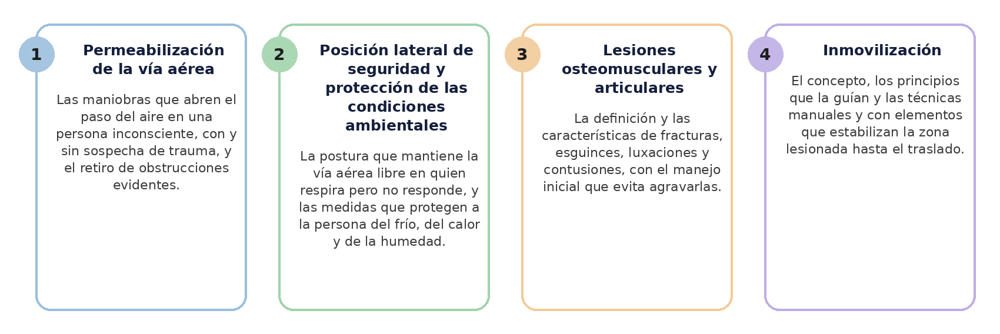 1
Permeabilización
de la vía aérea
Las maniobras que abren el
paso del aire en una
persona inconsciente, con y
sin sospecha de trauma, y
el retiro de obstrucciones
evidentes.
2
Posición lateral de
seguridad y
protección de las
condiciones
ambientales
La postura que mantiene la
vía aérea libre en quien
respira pero no responde, y
las medidas que protegen a
la persona del frío, del calor
y de la humedad.
3
Lesiones
osteomusculares y
articulares
La definición y las
características de fracturas,
esguinces, luxaciones y
contusiones, con el manejo
inicial que evita agravarlas.
4
Inmovilización
El concepto, los principios
que la guían y las técnicas
manuales y con elementos
que estabilizan la zona
lesionada hasta el traslado.